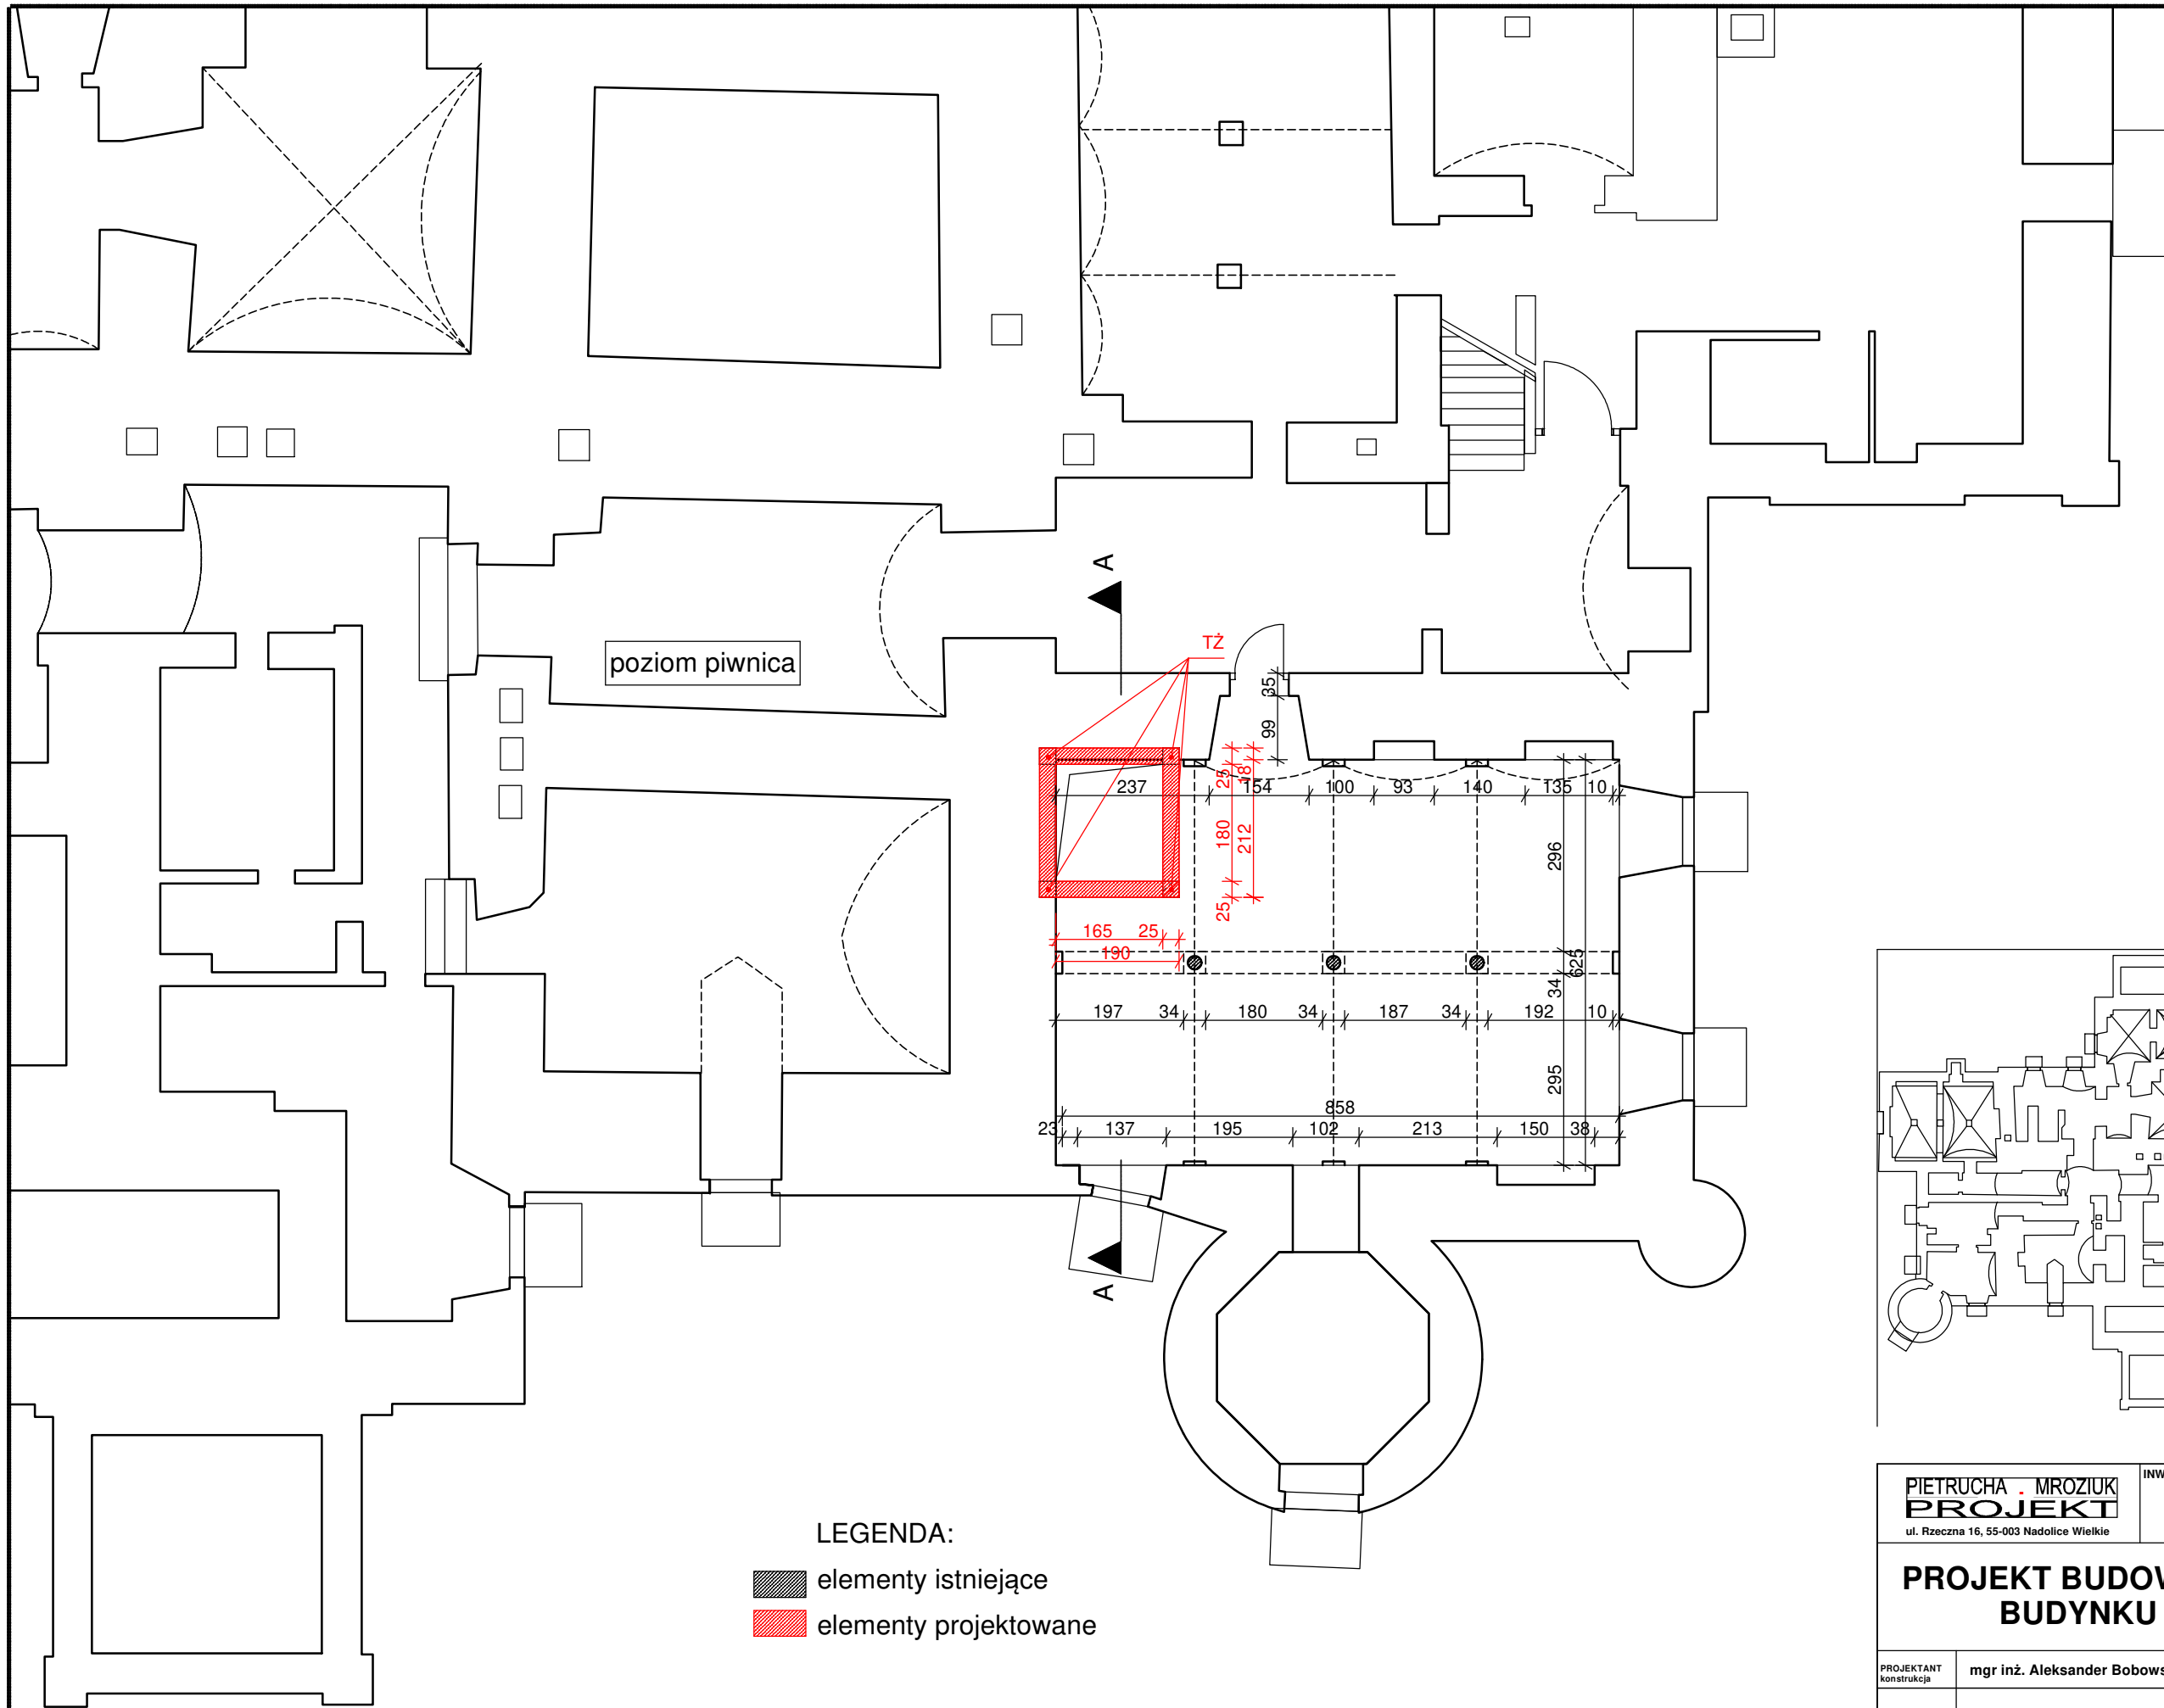 A
TŻ
poziom piwnica
35
99
25
18
237
154
100
93
140
135
10
180
212
296
25
165
25
190
625
34
197
34
180
34
187
34
192
10
295
858
23
137
195
102
213
150
38
A
LEGENDA:
elementy istniejące
elementy projektowane
PIETRUCHA . MROZIUK
PROJEKT
ul. Rzeczna 16, 55-003 Nadolice Wielkie
INW
PROJEKT BUDOW
BUDYNKU
PROJEKTANT
konstrukcja
mgr inż. Aleksander Bobows